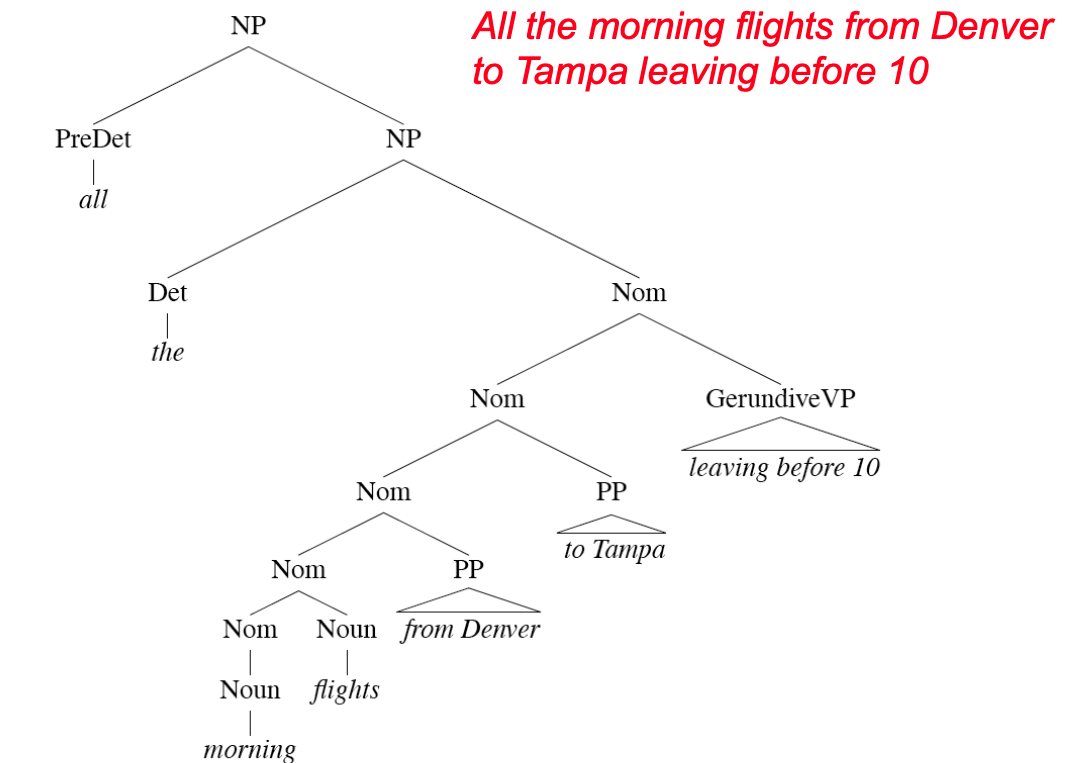 NP
All the morning flights from Denver
to Tampa leaving before 10
PreDet NP
all
Det Nom
the
Nom GerundiveVP
leaving before 10
Nom PP
to Tampa
Nom PP
Nom Noun from Denver
Noun flights
morning